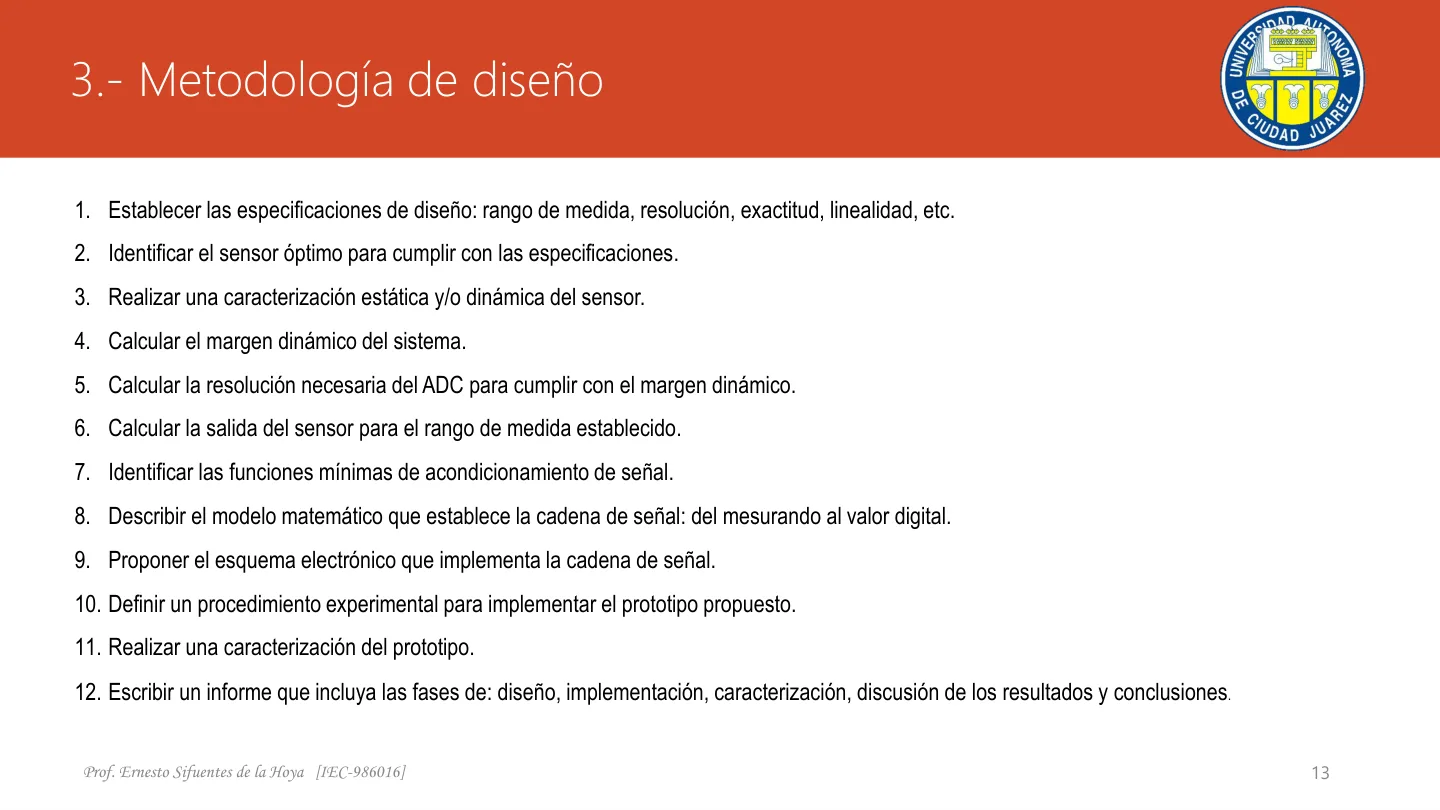 3.- Metodología de diseño
UNIVERSIDAD AUTONOMA
DE CIUDAD JUAREZ
1. Establecer las especificaciones de diseño: rango de medida, resolución, exactitud, linealidad, etc.
2. Identificar el sensor óptimo para cumplir con las especificaciones.
3. Realizar una caracterización estática y/o dinámica del sensor.
4. Calcular el margen dinámico del sistema.
5. Calcular la resolución necesaria del ADC para cumplir con el margen dinámico.
6. Calcular la salida del sensor para el rango de medida establecido.
7. Identificar las funciones mínimas de acondicionamiento de señal.
8. Describir el modelo matemático que establece la cadena de señal: del mesurando al valor digital.
9. Proponer el esquema electrónico que implementa la cadena de señal.
10. Definir un procedimiento experimental para implementar el prototipo propuesto.
11. Realizar una caracterización del prototipo.
12. Escribir un informe que incluya las fases de: diseño, implementación, caracterización, discusión de los resultados y conclusiones.
Prof. Ernesto Sifuentes de la Hoya [IEC-986016]
13